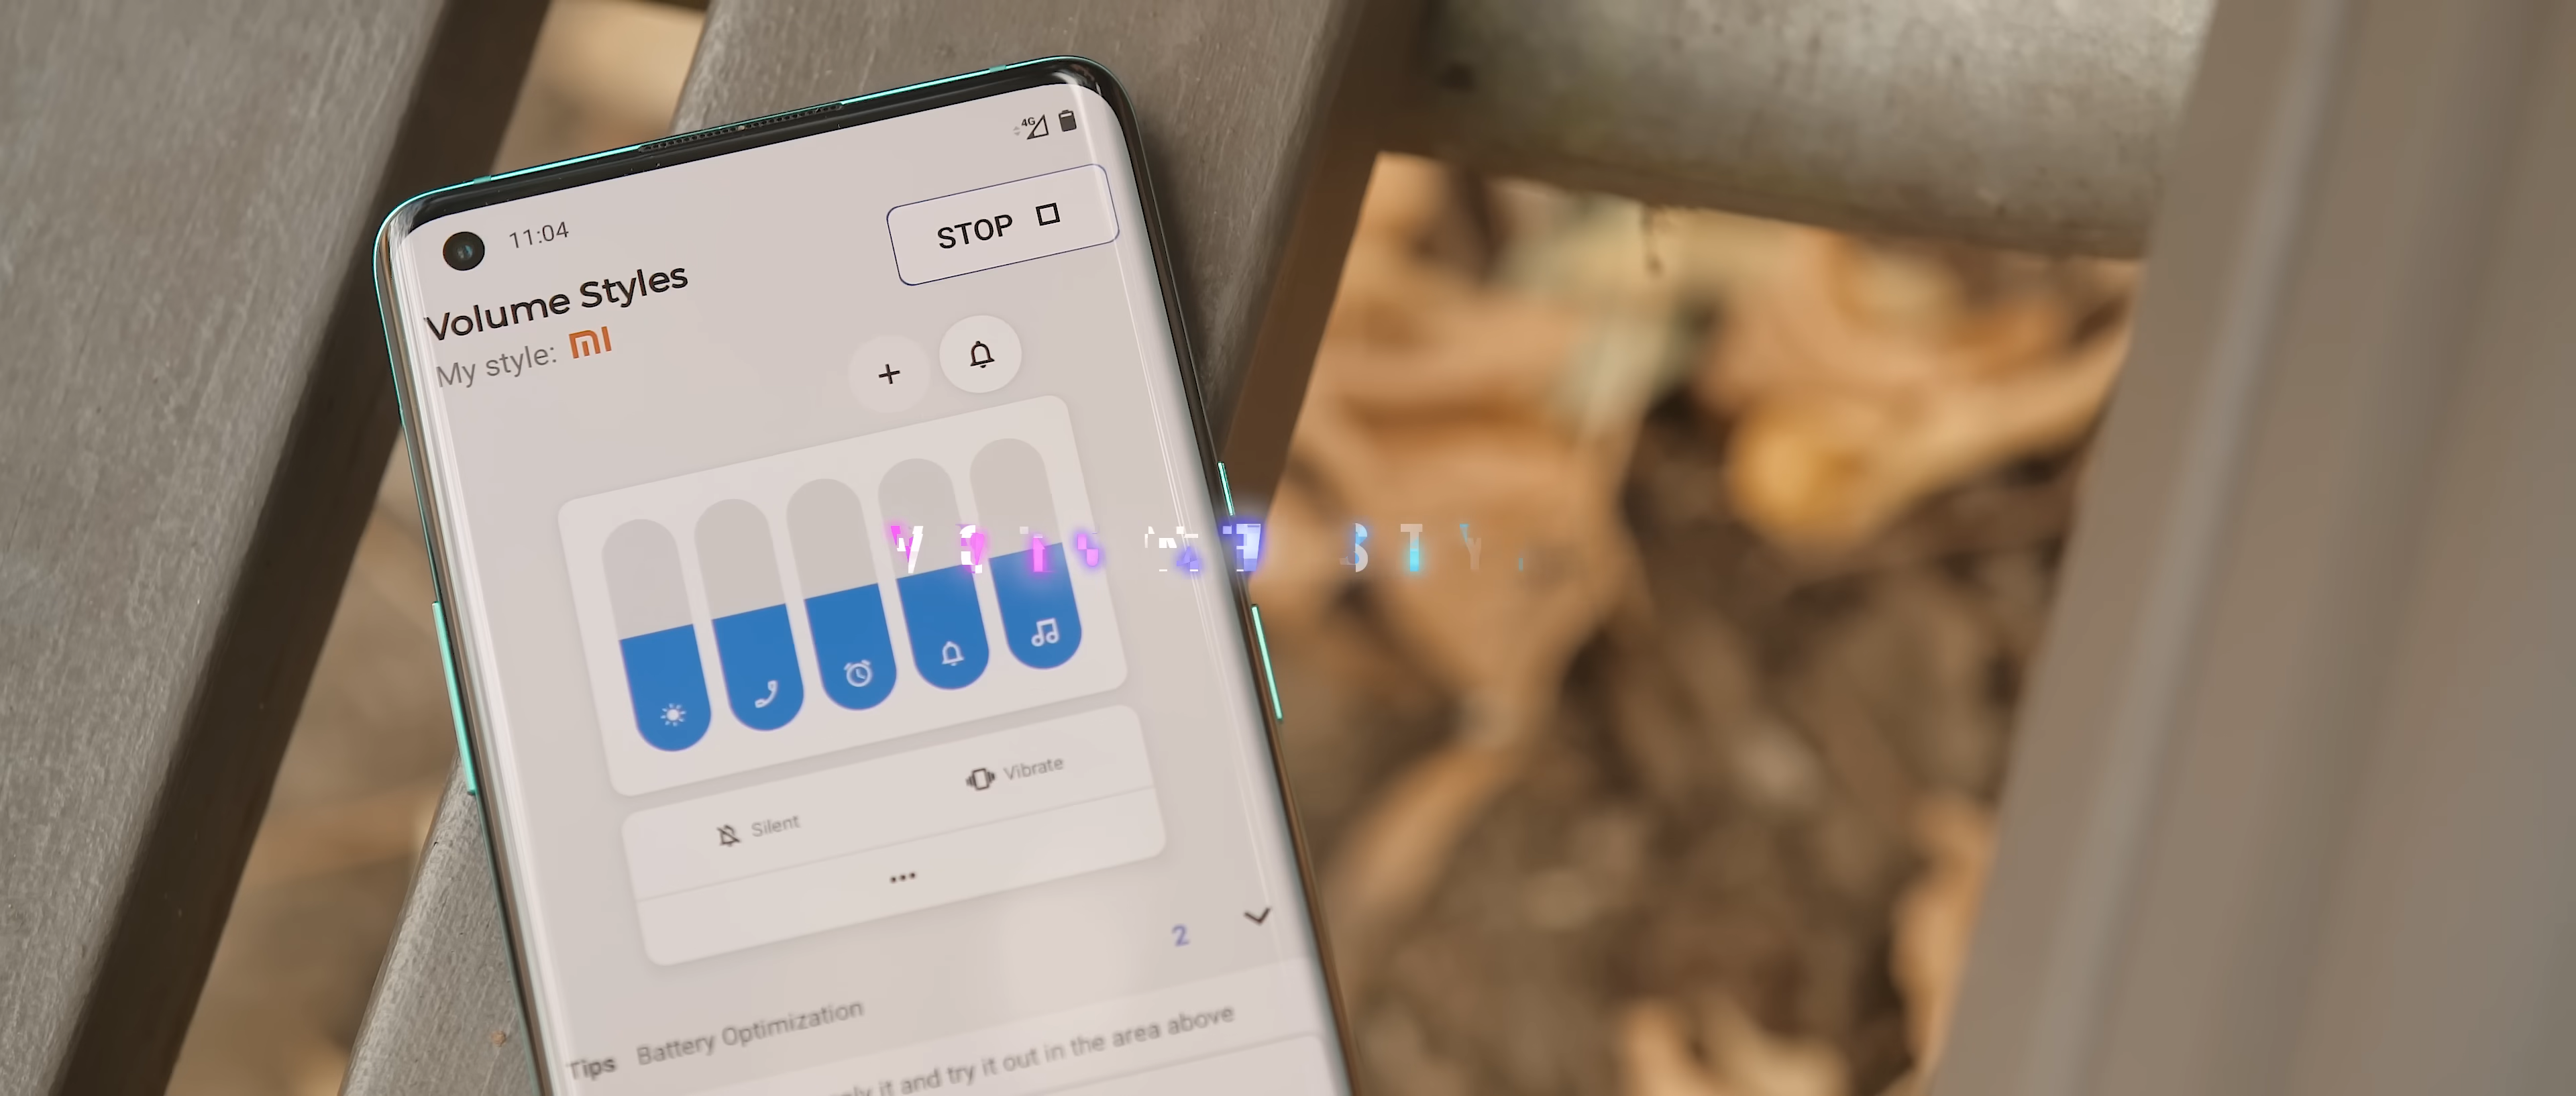 4G
11:04
STOP
Volume Styles
My style: MI
Silent
Vibrate
2
Tips Battery Optimization
it and try it out in the area above